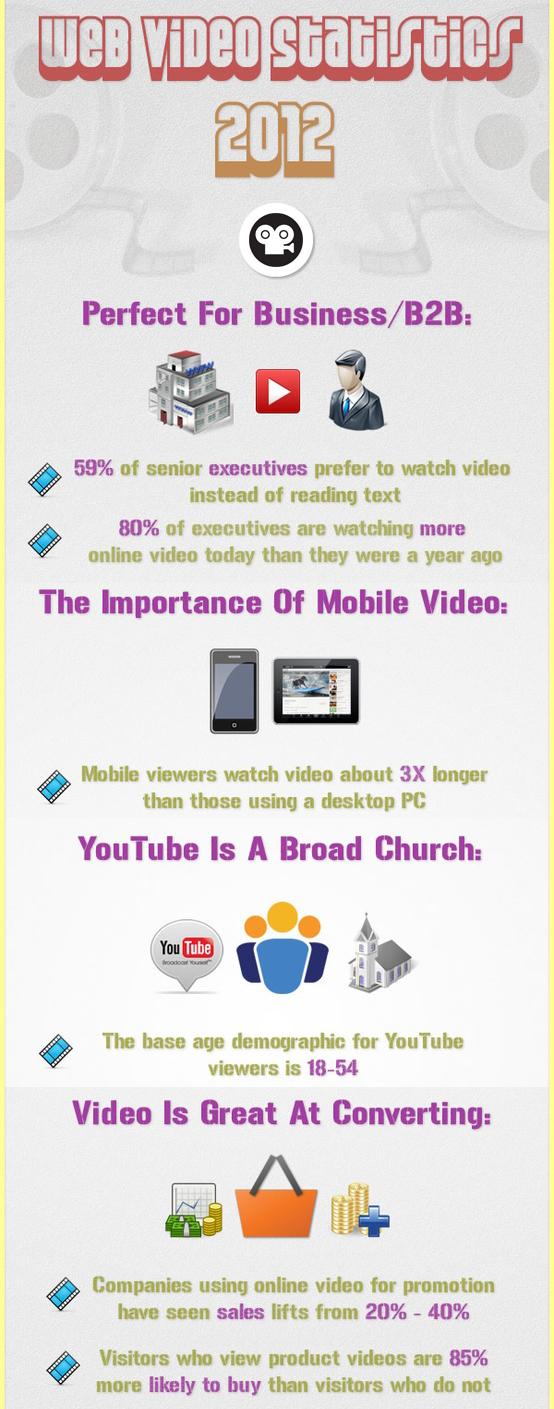 Web Video Statistics
2012
Perfect For Business/B2B:
59% of senior executives prefer to watch video
instead of reading text
80% of executives are watching more
online video today than they were a year ago
The Importance Of Mobile Video:
Mobile viewers watch video about 3X longer
than those using a desktop PC
YouTube Is A Broad Church:
You Tube
Broadcast Yourself™
The base age demographic for YouTube
viewers is 18-54
Video Is Great At Converting:
Companies using online video for promotion
have seen sales lifts from 20% - 40%
Visitors who view product videos are 85%
more likely to buy than visitors who do not